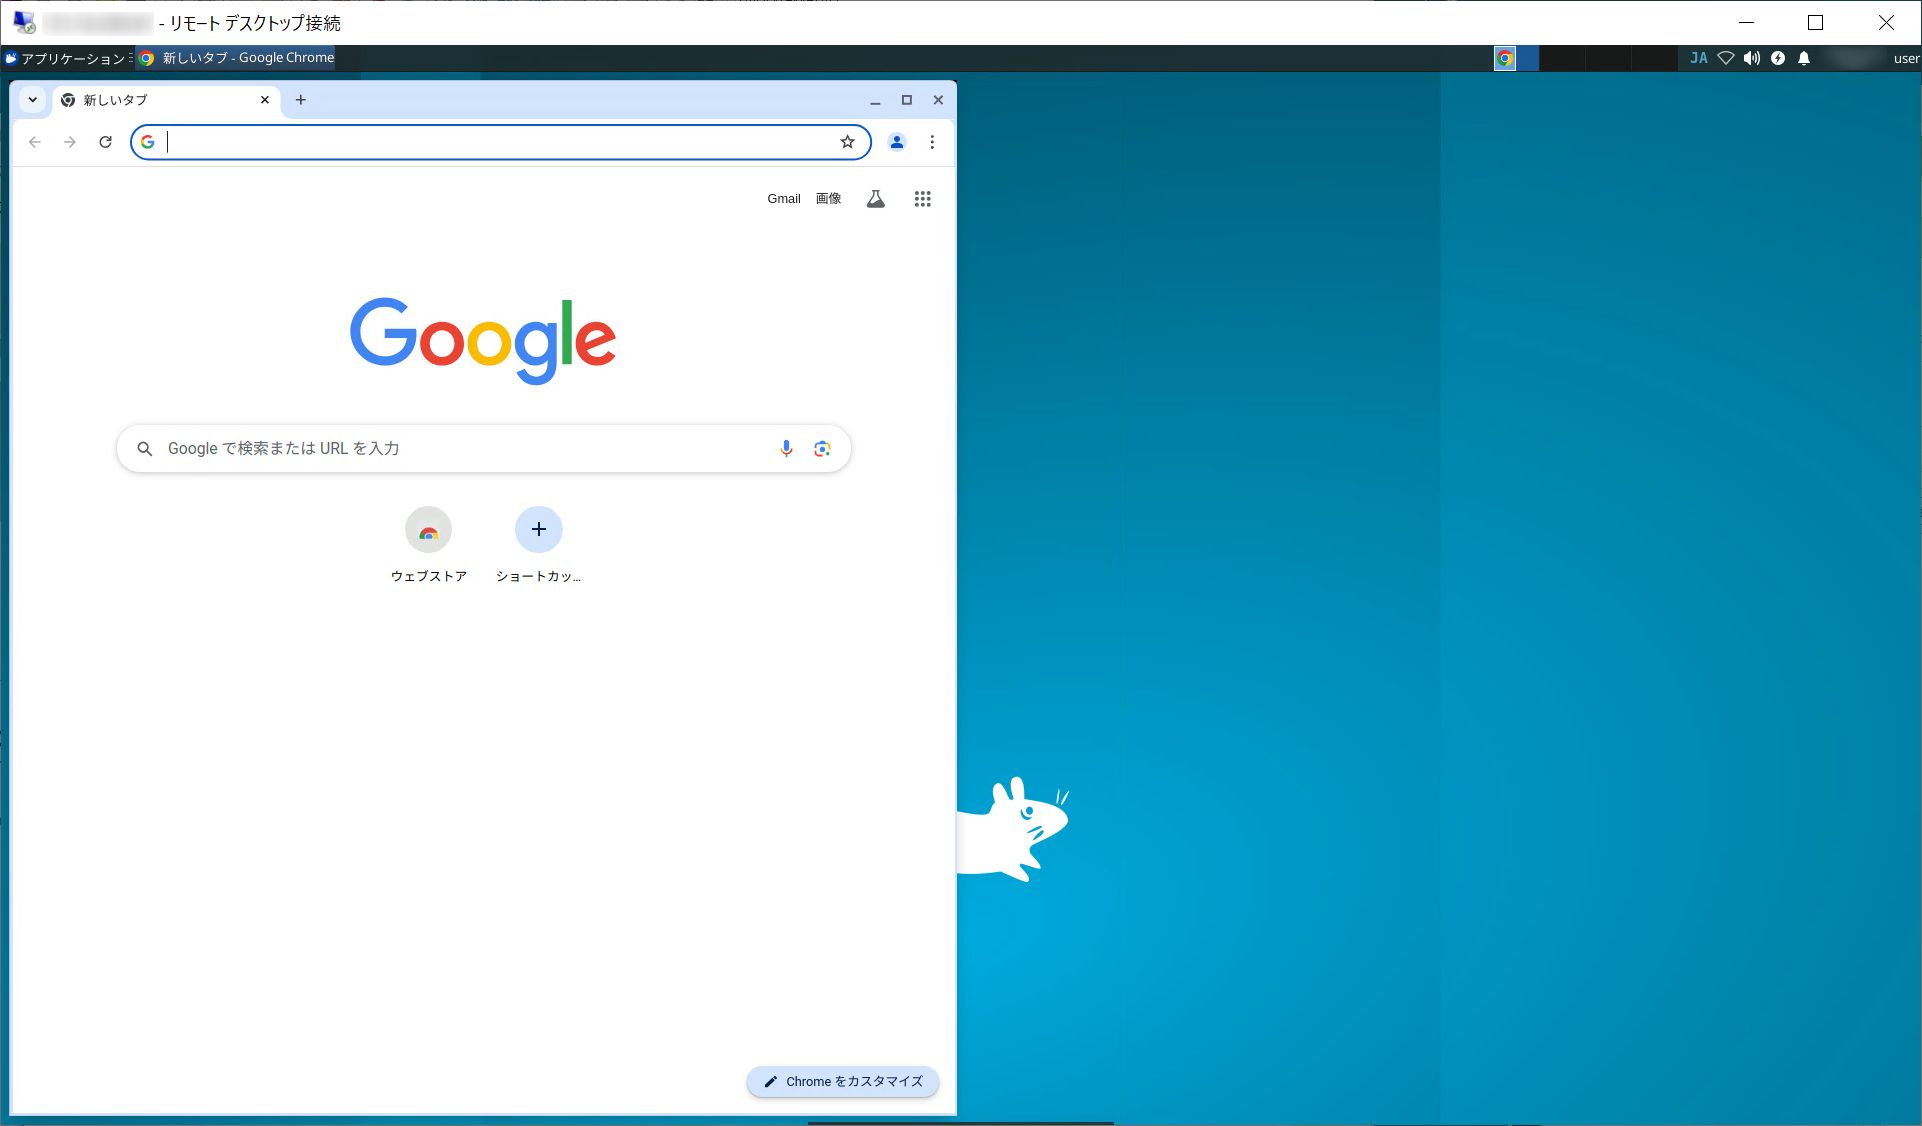 - リモート デスクトップ接続
アプリケーション
新しいタブ - Google Chrome
JA
user
新しいタブ
Gmail
画像
Google
Google で検索または URL を入力
ウェブストア
ショートカッ...
Chrome をカスタマイズ